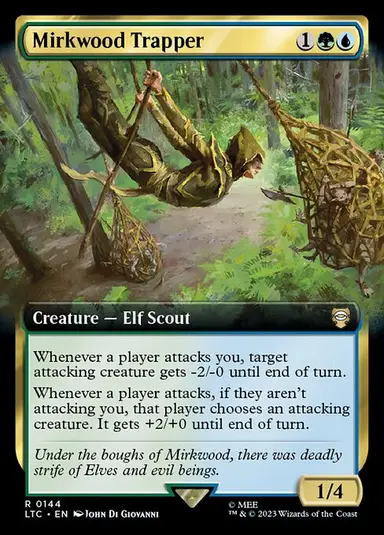 Mirkwood Trapper 1
Creature — Elf Scout
Whenever a player attacks you, target
attacking creature gets -2/-0 until end of turn.
Whenever a player attacks, if they aren't
attacking you, that player chooses an attacking
creature. It gets +2/+0 until end of turn.
Under the boughs of Mirkwood, there was deadly
strife of Elves and evil beings.
1/4
R 0144
LTC • EN John Di Giovanni
© MEE
™ & © 2023 Wizards of the Coast